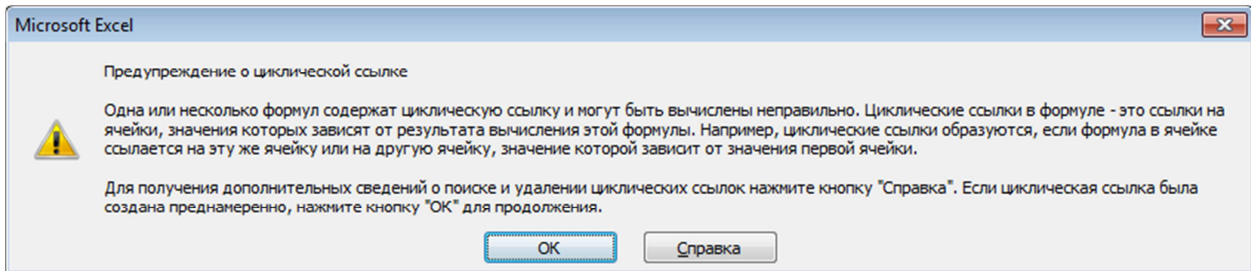 Microsoft Excel
Предупреждение о циклической ссылке
Одна или несколько формул содержат циклическую ссылку и могут быть вычислены неправильно. Циклические ссылки в формуле - это ссылки на
ячейки, значения которых зависят от результата вычисления этой формулы. Например, циклические ссылки образуются, если формула в ячейке
ссылается на эту же ячейку или на другую ячейку, значение которой зависит от значения первой ячейки.
Для получения дополнительных сведений о поиске и удалении циклических ссылок нажмите кнопку "Справка". Если циклическая ссылка была
создана преднамеренно, нажмите кнопку "ОК" для продолжения.
ОК
Справка